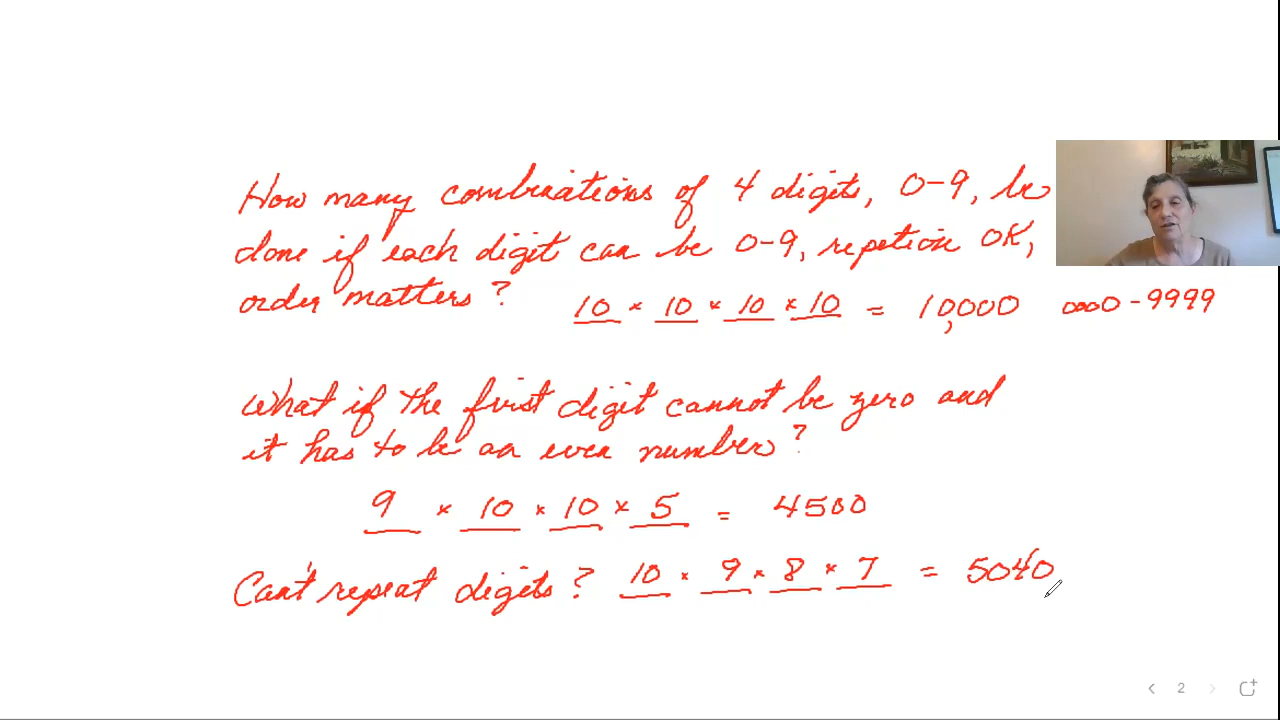 How many combinations of 4 digits, 0-9, be
done if each digit can be 0-9, repetion OK,
order matters?
10 × 10 × 10 × 10 = 10,000 0000-9999
What if the first digit cannot be zero and
it has to be an even number?
9 × 10 × 10 × 5 = 4500
Can't repeat digits? 10 × 9 × 8 × 7 = 5040
2